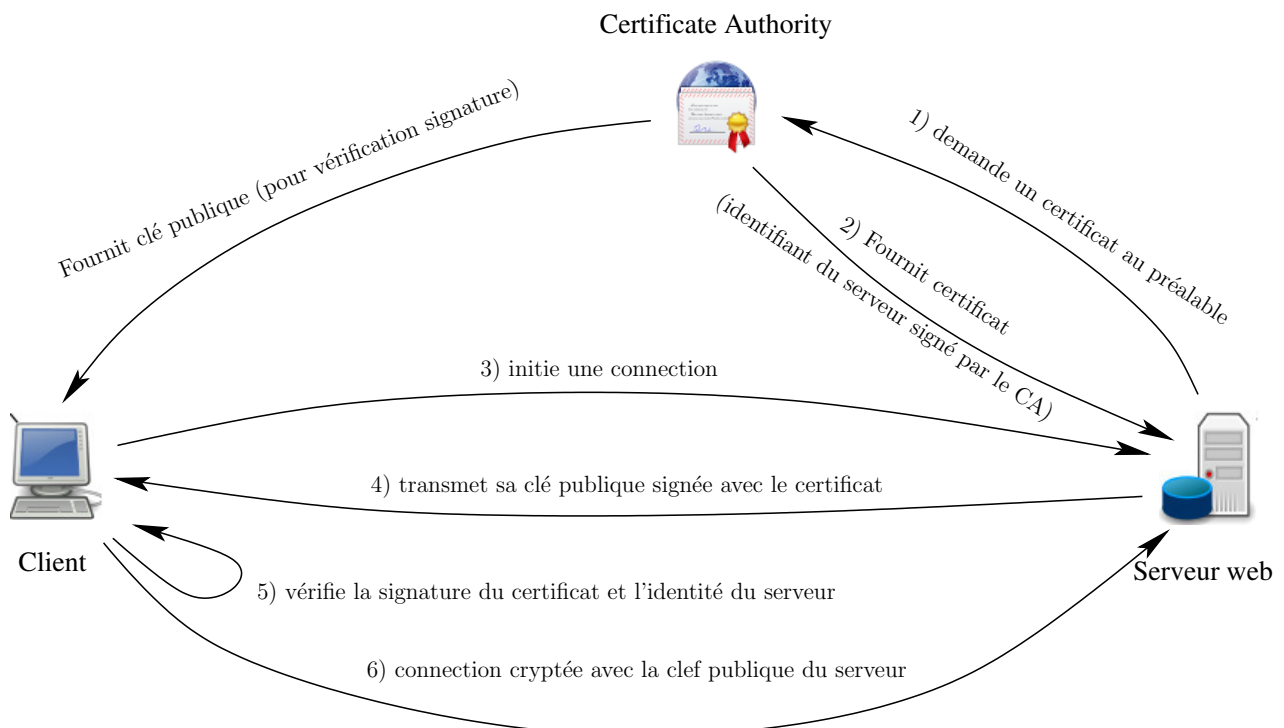 Certificate Authority
Fournit clé publique (pour vérification signature)
1) demande un certificat au préalable
2) Fournit certificat
(identifiant du serveur signé par le CA)
3) initie une connection
4) transmet sa clé publique signée avec le certificat
Client
Serveur web
5) vérifie la signature du certificat et l'identité du serveur
6) connection cryptée avec la clef publique du serveur